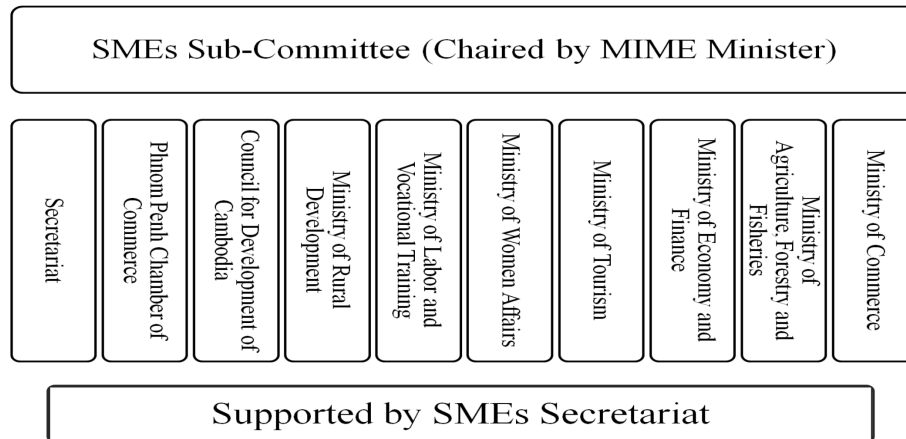 SMEs Sub-Committee (Chaired by MIME Minister)
Secretariat
Phnom Penh Chamber of
Commerce
Council for Development of
Cambodia
Ministry of Rural
Development
Ministry of Labor and
Vocational Training
Ministry of Women Affairs
Ministry of Tourism
Ministry of Economy and
Finance
Ministry of
Agriculture, Forestry and
Fisheries
Ministry of Commerce
Supported by SMEs Secretariat